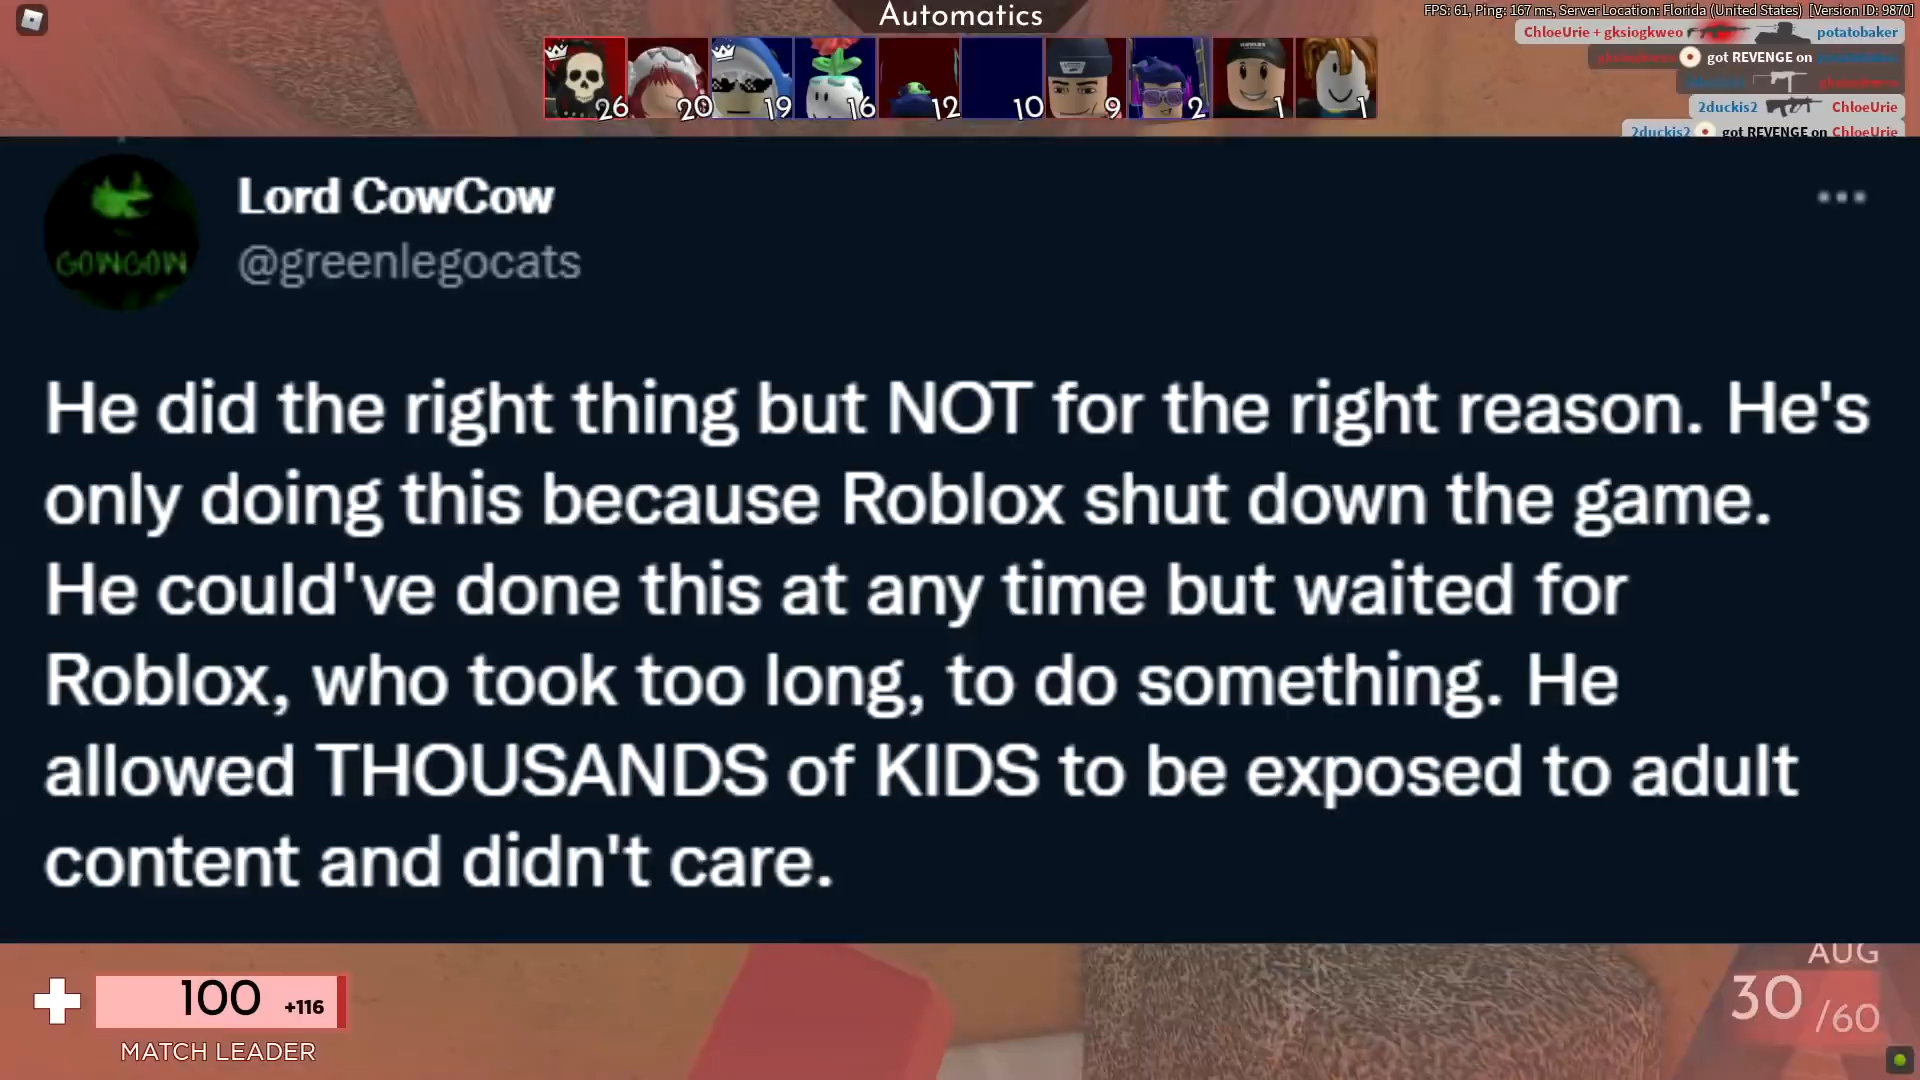 Automatics
FPS: 61, Ping: 167 ms, Server Location: Florida (United States) [Version ID: 9870]
26 20 19 16 12 10 9 2 1 1
ChloeUrie + gksiogkweo potatobaker
gksiogkweo got REVENGE on
2duckis2 ChloeUrie
2duckis2 got REVENGE on ChloeUrie
GOWGOW
Lord CowCow
@greenlegocats
He did the right thing but NOT for the right reason. He's
only doing this because Roblox shut down the game.
He could've done this at any time but waited for
Roblox, who took too long, to do something. He
allowed THOUSANDS of KIDS to be exposed to adult
content and didn't care.
100 +116
MATCH LEADER
AUG
30 /60